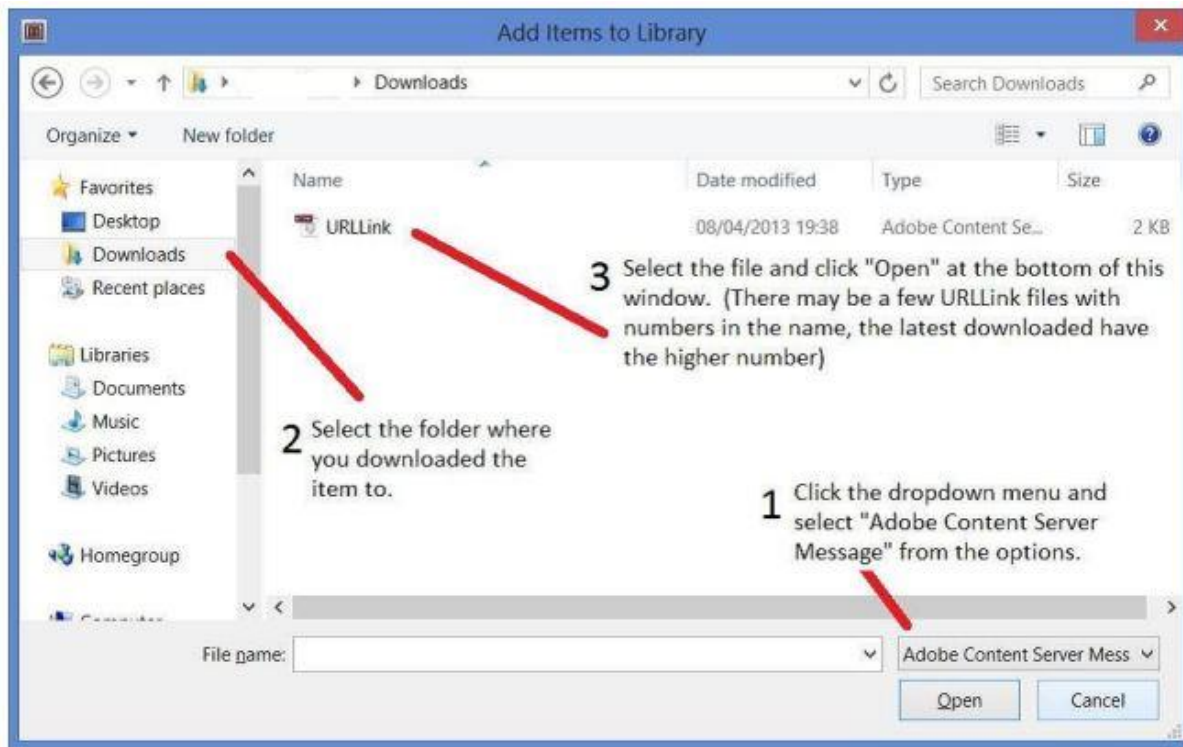 Add Items to Library
Downloads
Search Downloads
Organize
New folder
Favorites
Desktop
Downloads
Recent places
Libraries
Documents
Music
Pictures
Videos
Homegroup
Name
Date modified
Type
Size
URLLink
08/04/2013 19:38
Adobe Content Se...
2 KB
3 Select the file and click "Open" at the bottom of this
window. (There may be a few URLLink files with
numbers in the name, the latest downloaded have
the higher number)
2 Select the folder where
you downloaded the
item to.
1 Click the dropdown menu and
select "Adobe Content Server
Message" from the options.
File name:
Adobe Content Server Mess
Open
Cancel